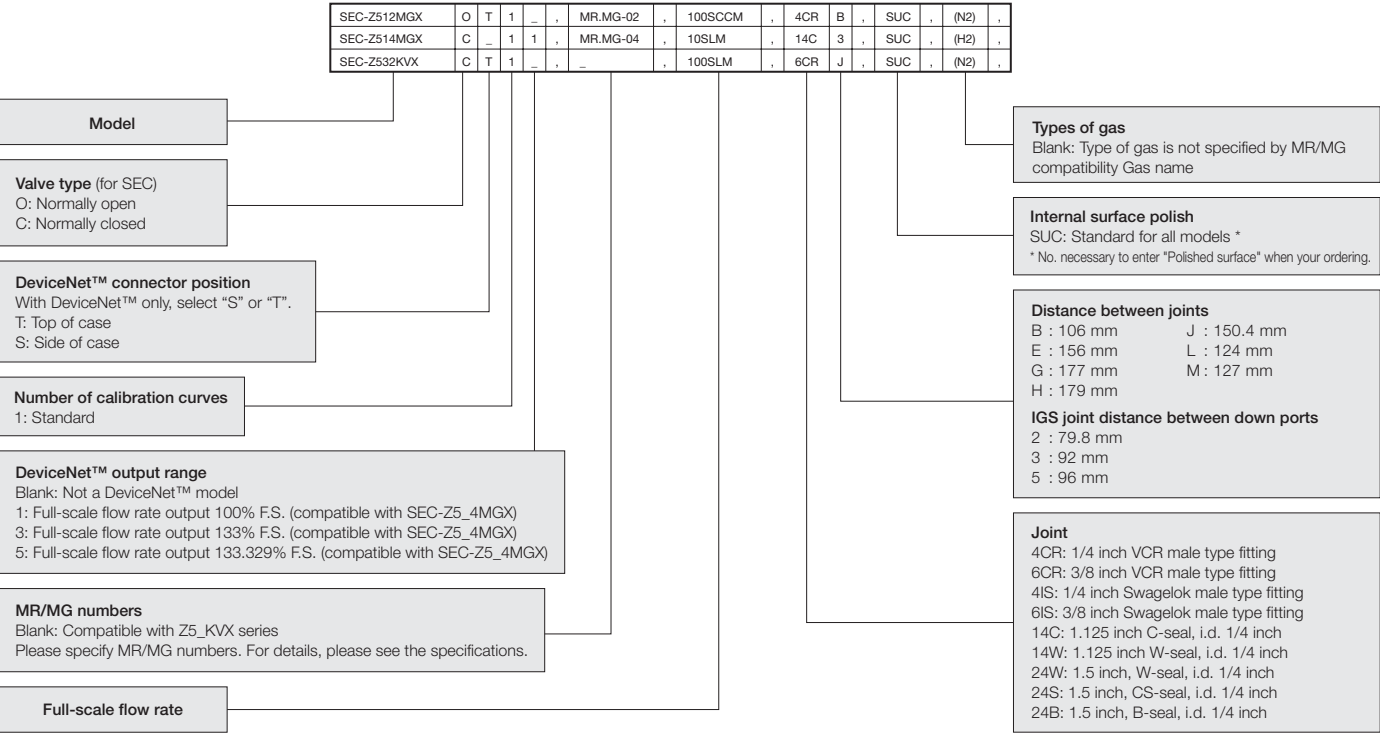 SEC-Z512MGX O T 1 _ , MR.MG-02 , 100SCCM , 4CR B , SUC , (N2) ,
SEC-Z514MGX C _ 1 1 , MR.MG-04 , 10SLM , 14C 3 , SUC , (H2) ,
SEC-Z532KVX C T 1 _ , _ , 100SLM , 6CR J , SUC , (N2) ,
Model
Valve type (for SEC)
O: Normally open
C: Normally closed
DeviceNet™ connector position
With DeviceNet™ only, select “S” or “T”.
T: Top of case
S: Side of case
Number of calibration curves
1: Standard
DeviceNet™ output range
Blank: Not a DeviceNet™ model
1: Full-scale flow rate output 100% F.S. (compatible with SEC-Z5_4MGX)
3: Full-scale flow rate output 133% F.S. (compatible with SEC-Z5_4MGX)
5: Full-scale flow rate output 133.329% F.S. (compatible with SEC-Z5_4MGX)
MR/MG numbers
Blank: Compatible with Z5_KVX series
Please specify MR/MG numbers. For details, please see the specifications.
Full-scale flow rate
Types of gas
Blank: Type of gas is not specified by MR/MG
compatibility Gas name
Internal surface polish
SUC: Standard for all models *
* No. necessary to enter "Polished surface" when your ordering.
Distance between joints
B : 106 mm J : 150.4 mm
E : 156 mm L : 124 mm
G : 177 mm M : 127 mm
H : 179 mm
IGS joint distance between down ports
2 : 79.8 mm
3 : 92 mm
5 : 96 mm
Joint
4CR: 1/4 inch VCR male type fitting
6CR: 3/8 inch VCR male type fitting
4IS: 1/4 inch Swagelok male type fitting
6IS: 3/8 inch Swagelok male type fitting
14C: 1.125 inch C-seal, i.d. 1/4 inch
14W: 1.125 inch W-seal, i.d. 1/4 inch
24W: 1.5 inch, W-seal, i.d. 1/4 inch
24S: 1.5 inch, CS-seal, i.d. 1/4 inch
24B: 1.5 inch, B-seal, i.d. 1/4 inch